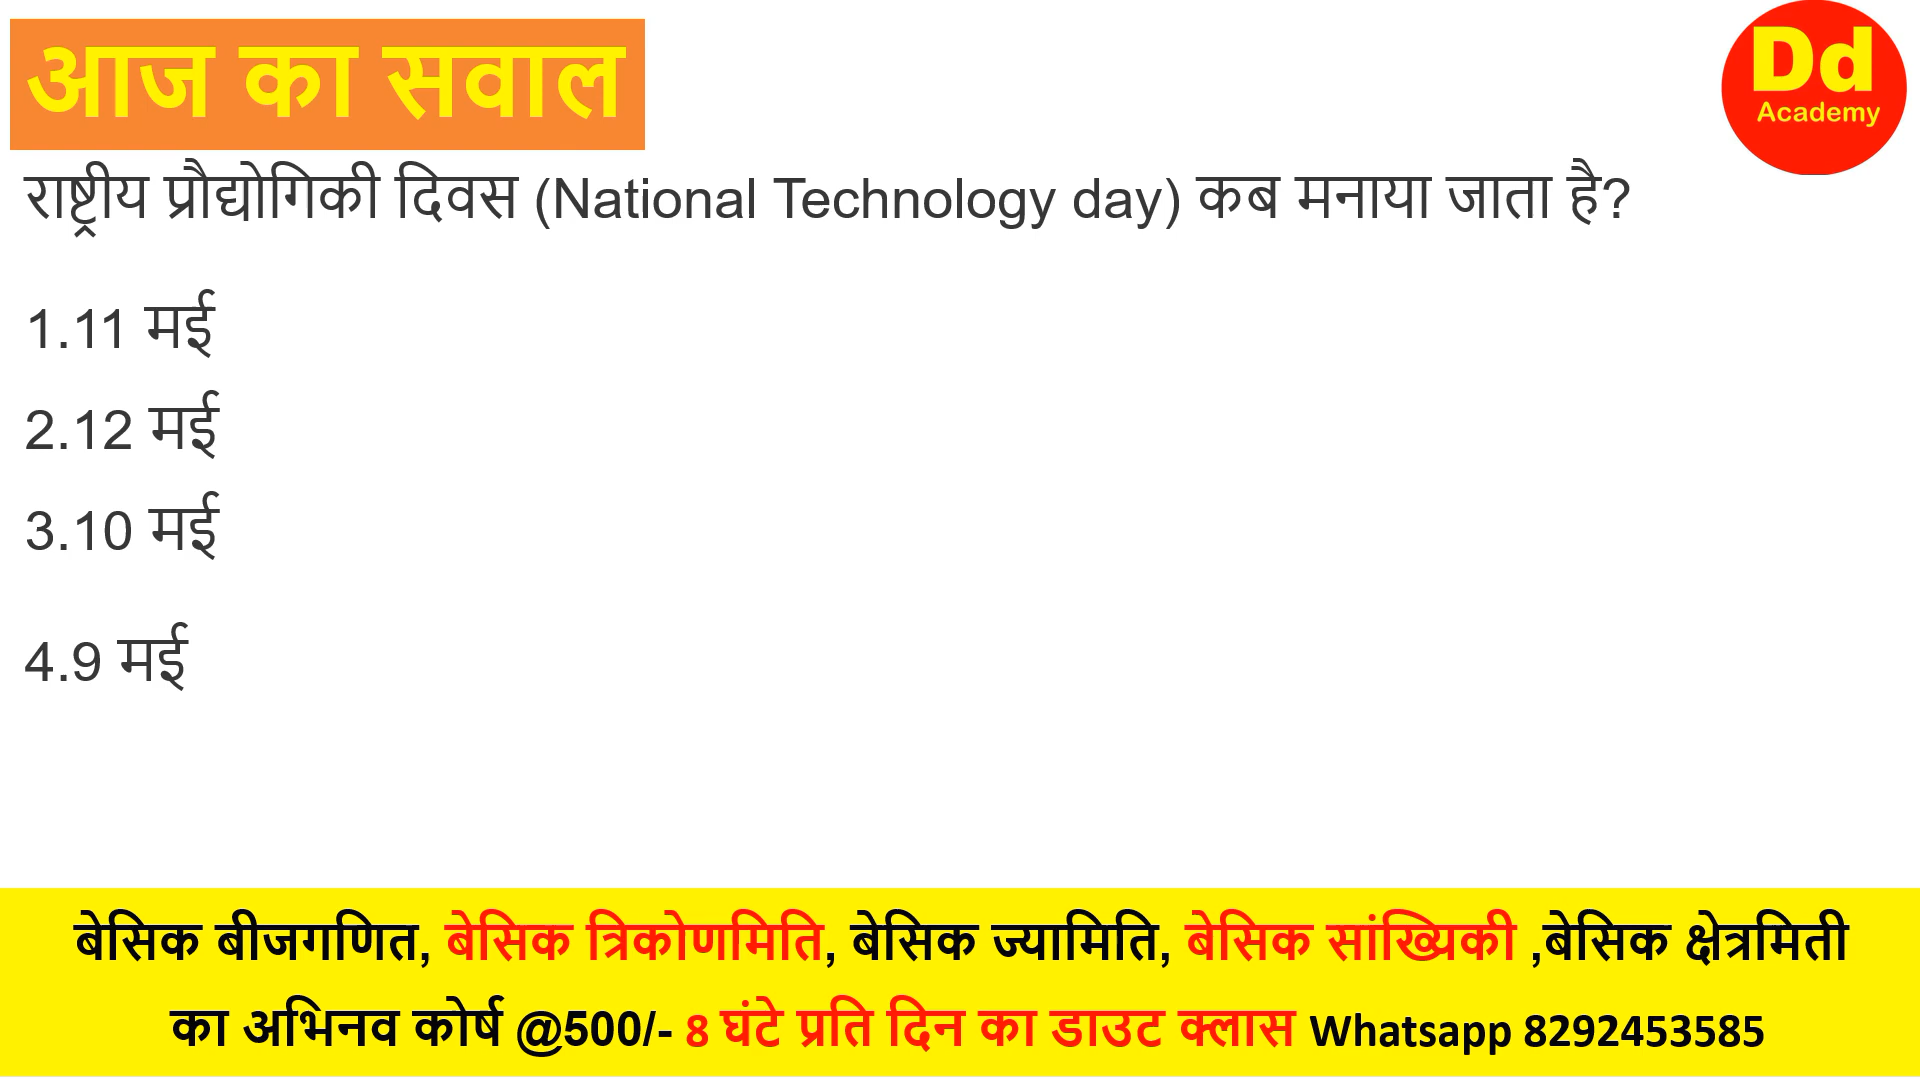 आज का सवाल
Dd
Academy
राष्ट्रीय प्रौद्योगिकी दिवस (National Technology day) कब मनाया जाता है?
1.11 मई
2.12 मई
3.10 मई
4.9 मई
बेसिक बीजगणित, बेसिक त्रिकोणमिति, बेसिक ज्यामिति, बेसिक सांख्यिकी ,बेसिक क्षेत्रमिती
का अभिनव कोर्ष @500/- 8 घंटे प्रति दिन का डाउट क्लास Whatsapp 8292453585